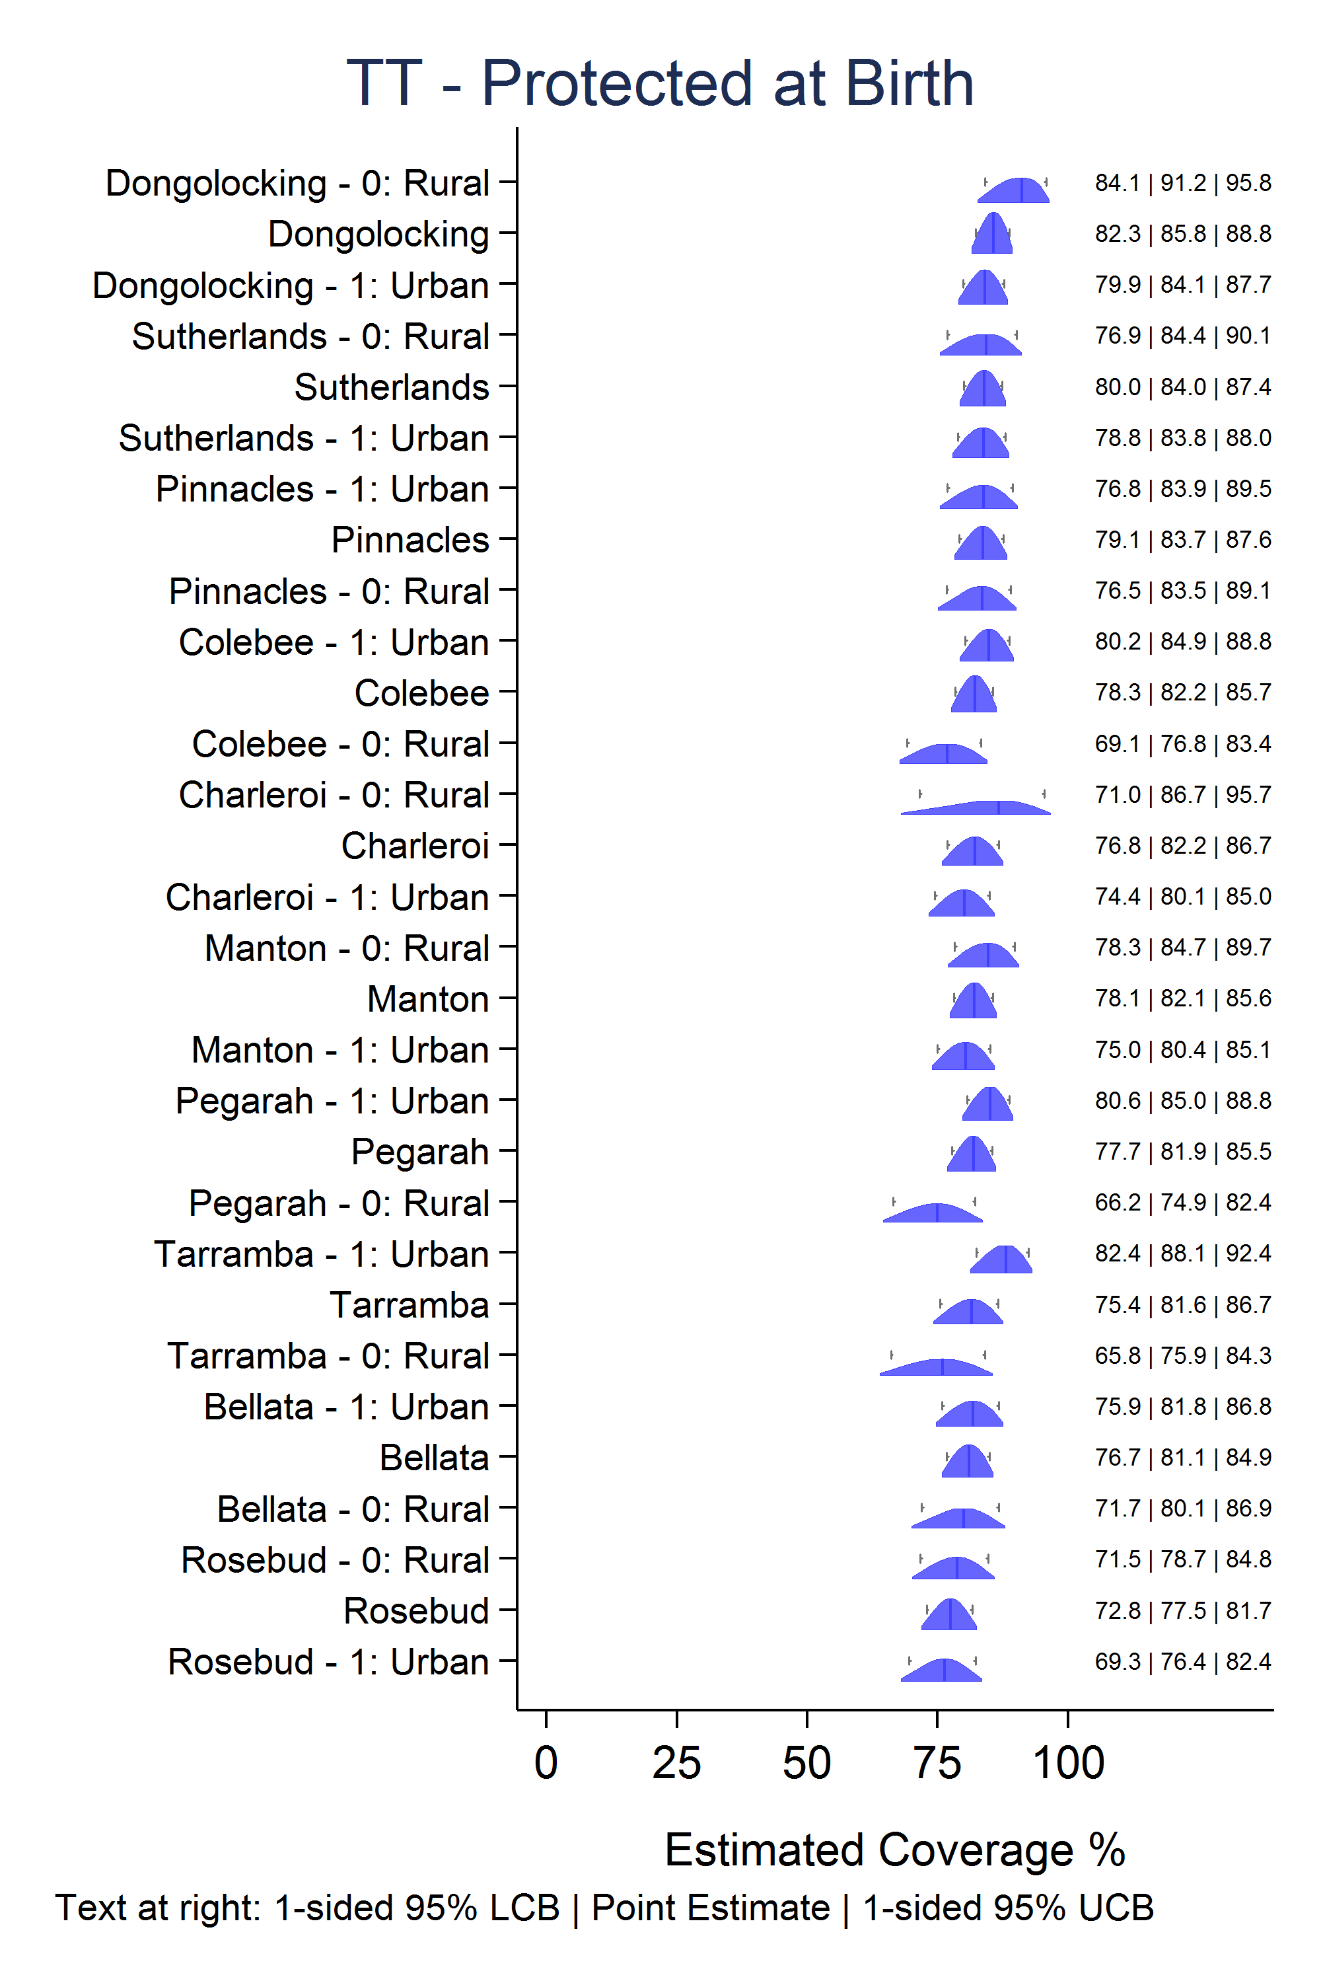 TT - Protected at Birth
Dongolocking - 0: Rural 84.1 | 91.2 | 95.8
Dongolocking 82.3 | 85.8 | 88.8
Dongolocking - 1: Urban 79.9 | 84.1 | 87.7
Sutherlands - 0: Rural 76.9 | 84.4 | 90.1
Sutherlands 80.0 | 84.0 | 87.4
Sutherlands - 1: Urban 78.8 | 83.8 | 88.0
Pinnacles - 1: Urban 76.8 | 83.9 | 89.5
Pinnacles 79.1 | 83.7 | 87.6
Pinnacles - 0: Rural 76.5 | 83.5 | 89.1
Colebee - 1: Urban 80.2 | 84.9 | 88.8
Colebee 78.3 | 82.2 | 85.7
Colebee - 0: Rural 69.1 | 76.8 | 83.4
Charleroi - 0: Rural 71.0 | 86.7 | 95.7
Charleroi 76.8 | 82.2 | 86.7
Charleroi - 1: Urban 74.4 | 80.1 | 85.0
Manton - 0: Rural 78.3 | 84.7 | 89.7
Manton 78.1 | 82.1 | 85.6
Manton - 1: Urban 75.0 | 80.4 | 85.1
Pegarah - 1: Urban 80.6 | 85.0 | 88.8
Pegarah 77.7 | 81.9 | 85.5
Pegarah - 0: Rural 66.2 | 74.9 | 82.4
Tarramba - 1: Urban 82.4 | 88.1 | 92.4
Tarramba 75.4 | 81.6 | 86.7
Tarramba - 0: Rural 65.8 | 75.9 | 84.3
Bellata - 1: Urban 75.9 | 81.8 | 86.8
Bellata 76.7 | 81.1 | 84.9
Bellata - 0: Rural 71.7 | 80.1 | 86.9
Rosebud - 0: Rural 71.5 | 78.7 | 84.8
Rosebud 72.8 | 77.5 | 81.7
Rosebud - 1: Urban 69.3 | 76.4 | 82.4
0 25 50 75 100
Estimated Coverage %
Text at right: 1-sided 95% LCB | Point Estimate | 1-sided 95% UCB